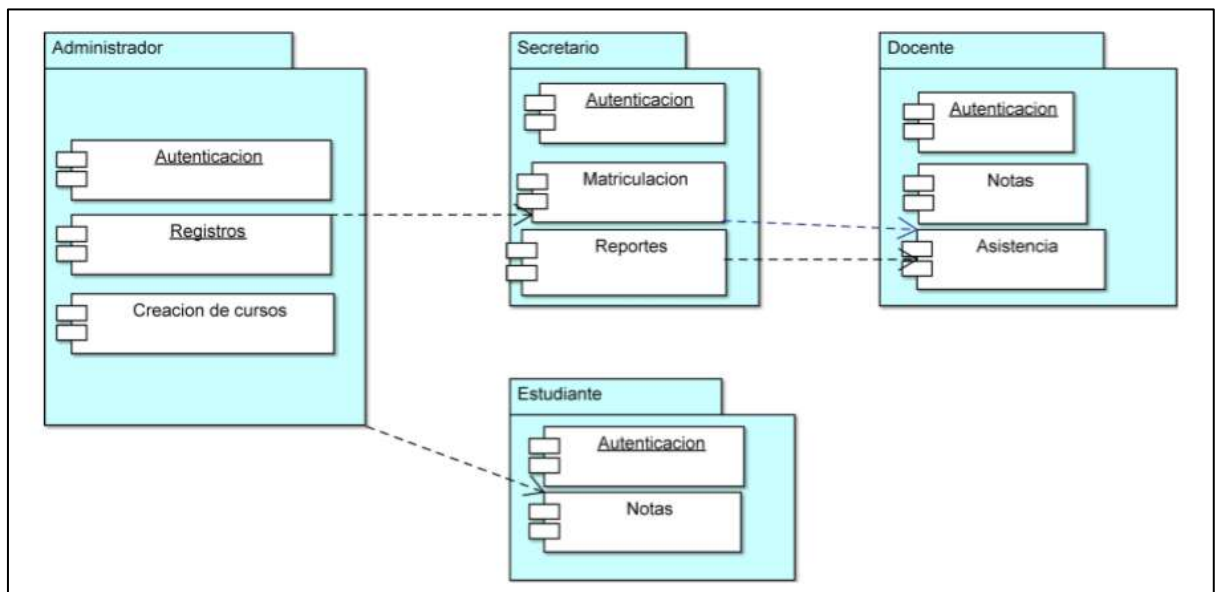 Administrador
Autenticacion
Registros
Creacion de cursos
Secretario
Autenticacion
Matriculacion
Reportes
Docente
Autenticacion
Notas
Asistencia
Estudiante
Autenticacion
Notas